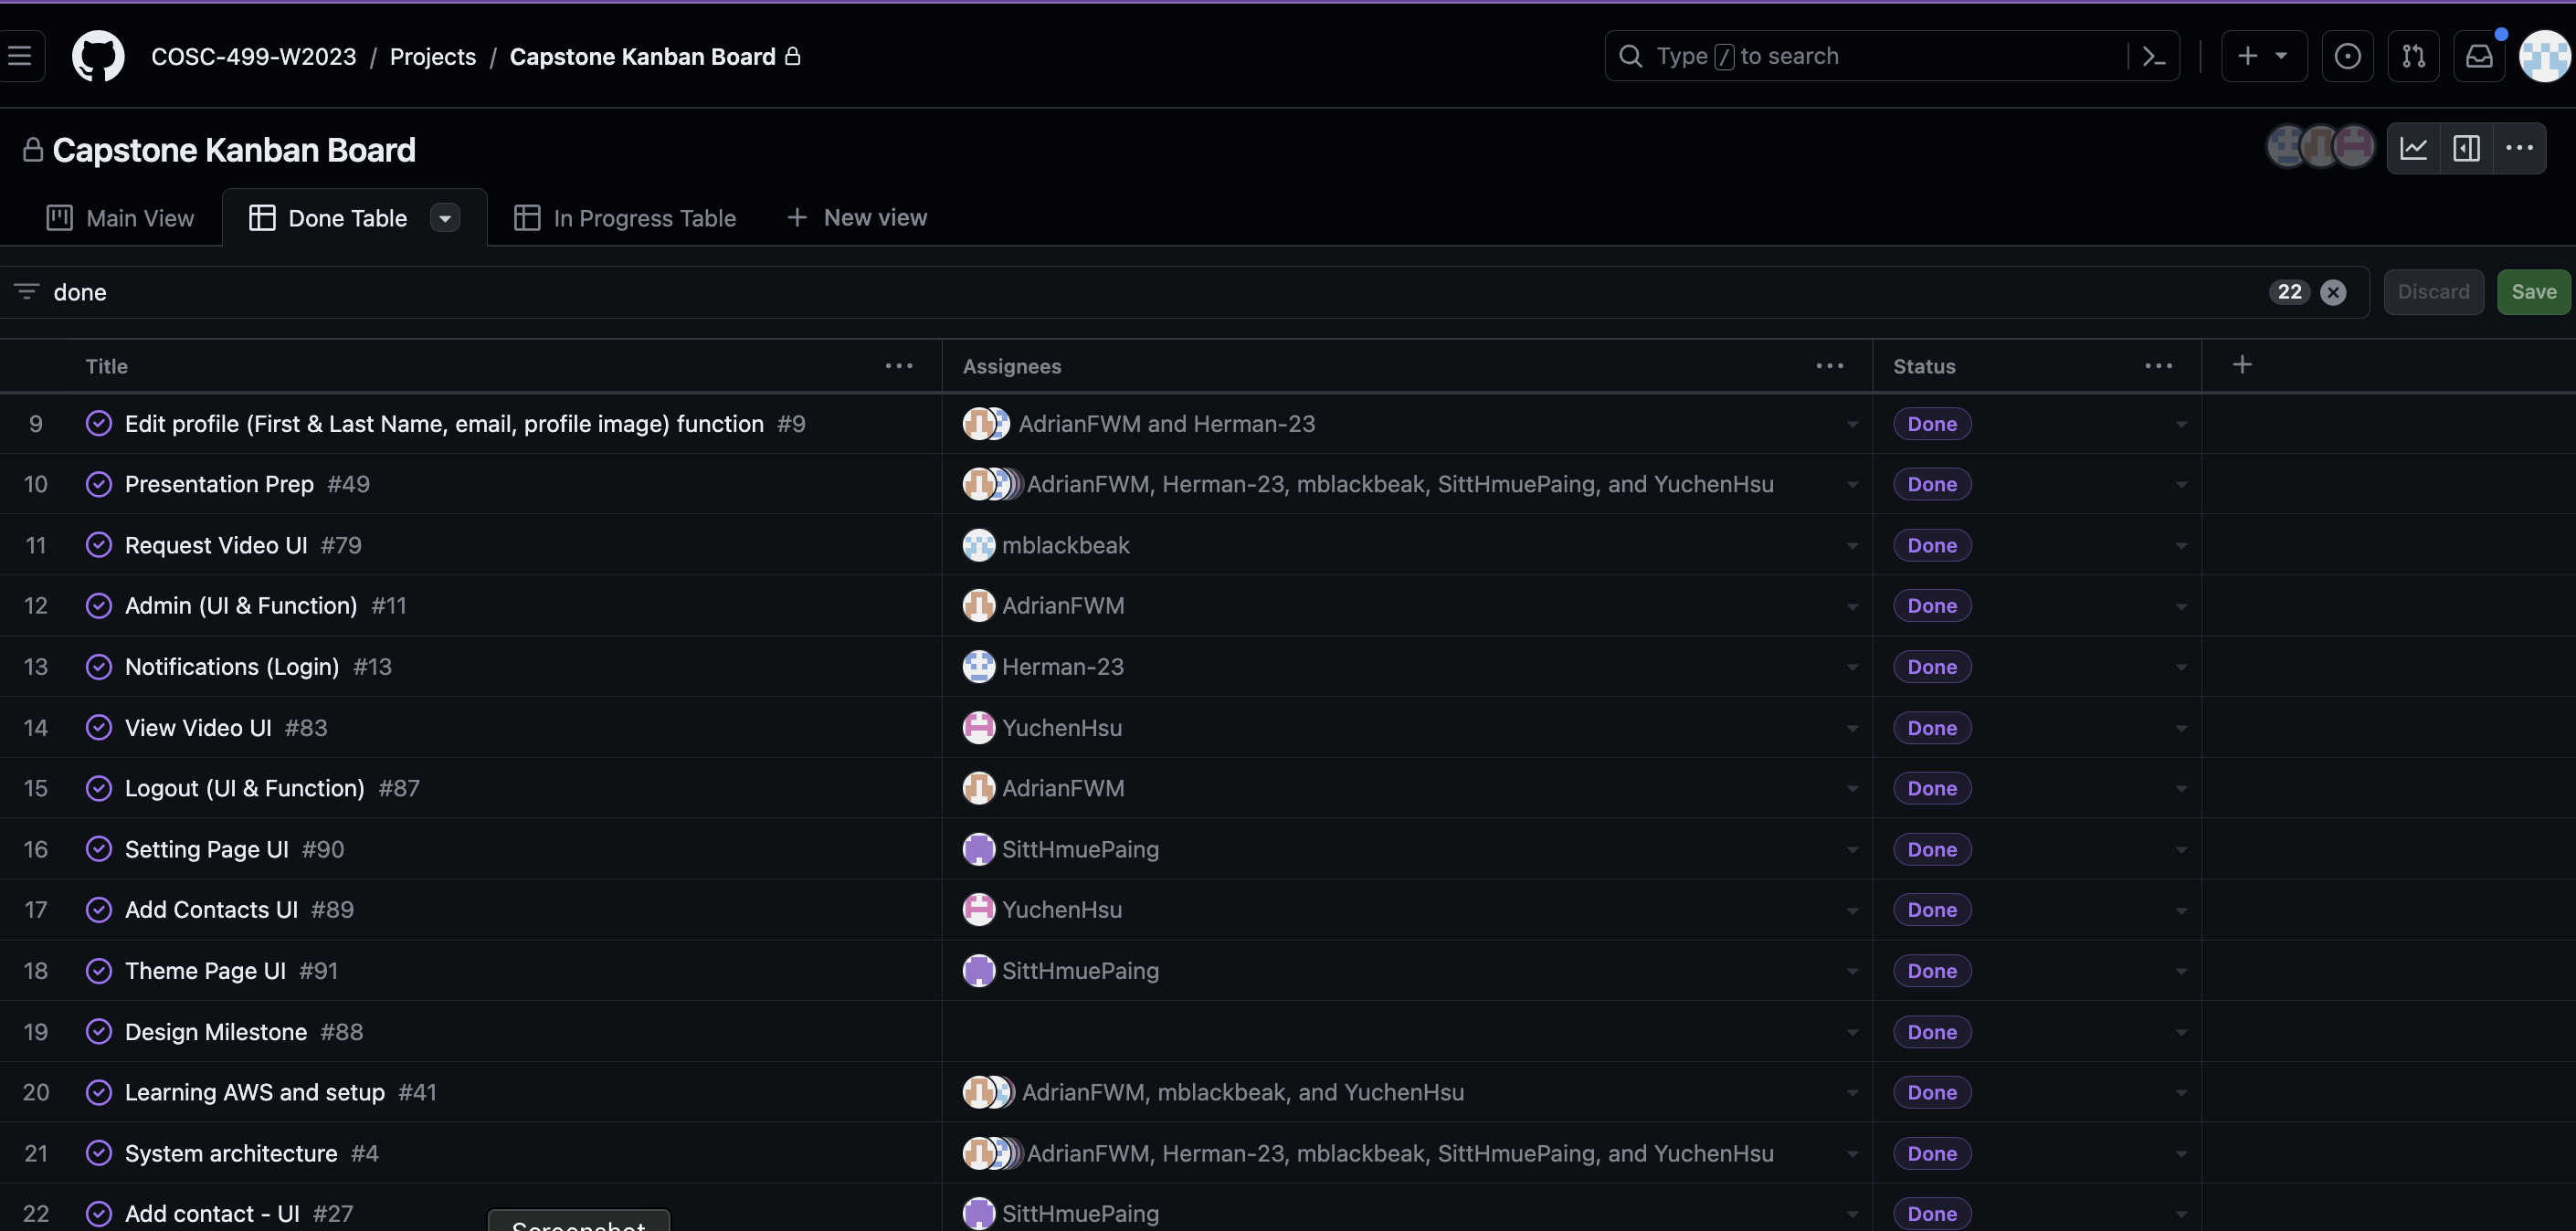 COSC-499-W2023 / Projects / Capstone Kanban Board
Type / to search
Capstone Kanban Board
Main View
Done Table
In Progress Table
+ New view
done
22
Discard
Save
Title
Assignees
Status
9 Edit profile (First & Last Name, email, profile image) function #9 AdrianFWM and Herman-23 Done
10 Presentation Prep #49 AdrianFWM, Herman-23, mblackbeak, SittHmuePaing, and YuchenHsu Done
11 Request Video UI #79 mblackbeak Done
12 Admin (UI & Function) #11 AdrianFWM Done
13 Notifications (Login) #13 Herman-23 Done
14 View Video UI #83 YuchenHsu Done
15 Logout (UI & Function) #87 AdrianFWM Done
16 Setting Page UI #90 SittHmuePaing Done
17 Add Contacts UI #89 YuchenHsu Done
18 Theme Page UI #91 SittHmuePaing Done
19 Design Milestone #88 Done
20 Learning AWS and setup #41 AdrianFWM, mblackbeak, and YuchenHsu Done
21 System architecture #4 AdrianFWM, Herman-23, mblackbeak, SittHmuePaing, and YuchenHsu Done
22 Add contact - UI #27 SittHmuePaing Done
Screenshot